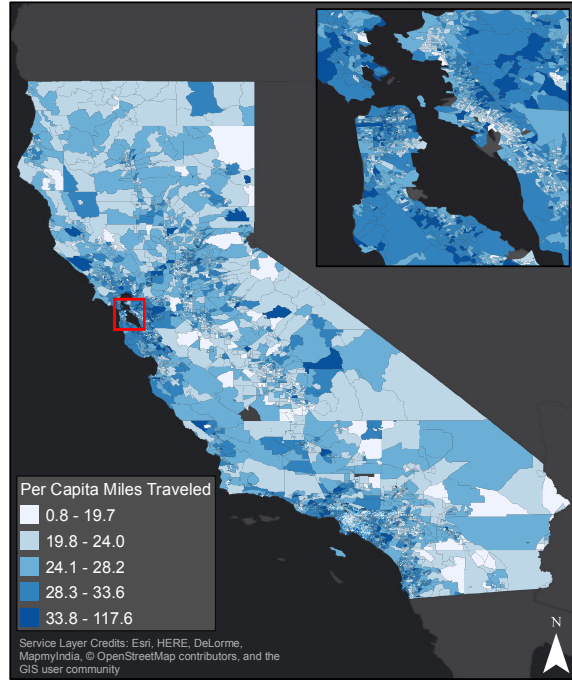 Per Capita Miles Traveled
0.8 - 19.7
19.8 - 24.0
24.1 - 28.2
28.3 - 33.6
33.8 - 117.6
Service Layer Credits: Esri, HERE, DeLorme,
MapmyIndia, © OpenStreetMap contributors, and the
GIS user community
N